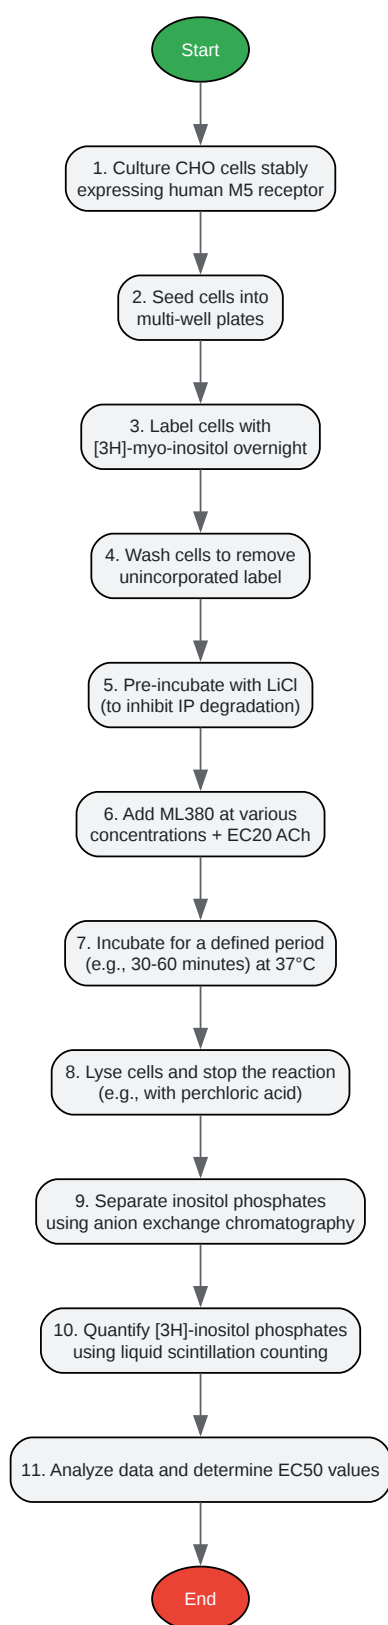 Start
1. Culture CHO cells stably
expressing human M5 receptor
2. Seed cells into
multi-well plates
3. Label cells with
[3H]-myo-inositol overnight
4. Wash cells to remove
unincorporated label
5. Pre-incubate with LiCl
(to inhibit IP degradation)
6. Add ML380 at various
concentrations + EC20 ACh
7. Incubate for a defined period
(e.g., 30-60 minutes) at 37°C
8. Lyse cells and stop the reaction
(e.g., with perchloric acid)
9. Separate inositol phosphates
using anion exchange chromatography
10. Quantify [3H]-inositol phosphates
using liquid scintillation counting
11. Analyze data and determine EC50 values
End